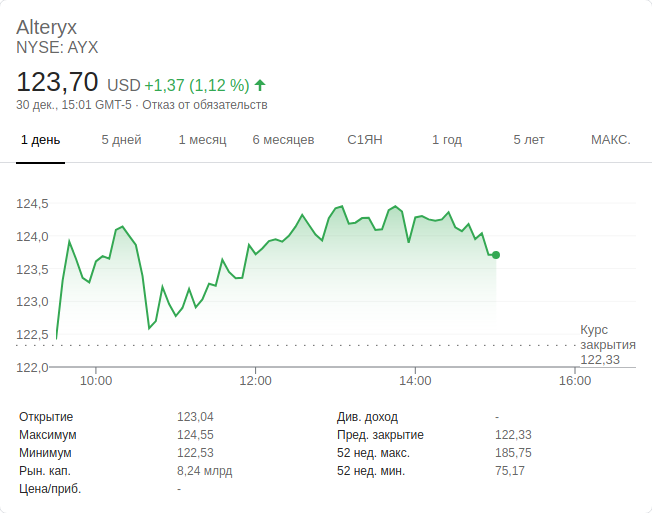 Alteryx
NYSE: AYX
123,70 USD +1,37 (1,12 %)
30 дек., 15:01 GMT-5 · Отказ от обязательств
1 день 5 дней 1 месяц 6 месяцев С1ЯН 1 год 5 лет МАКС.
124,5
124,0
123,5
123,0
122,5
122,0
Курс
закрытия
122,33
10:00 12:00 14:00 16:00
Открытие 123,04 Див. доход -
Максимум 124,55 Пред. закрытие 122,33
Минимум 122,53 52 нед. макс. 185,75
Рын. кап. 8,24 млрд 52 нед. мин. 75,17
Цена/приб. -